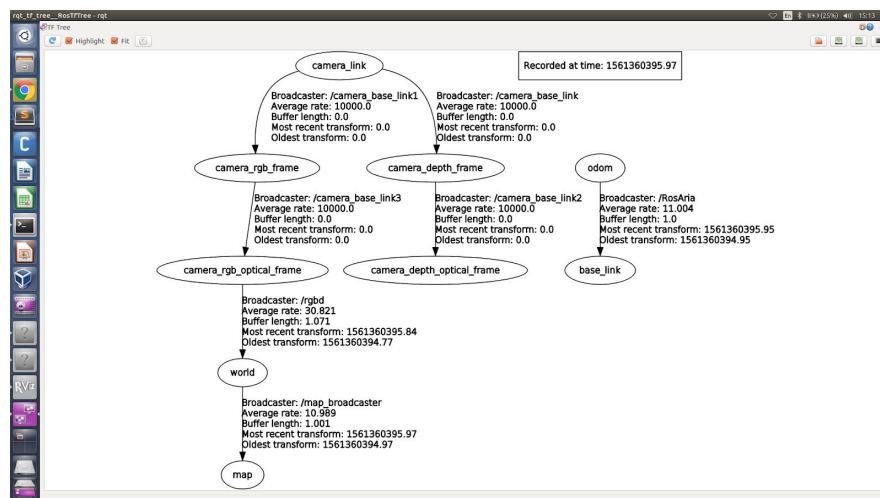 rqt_tf_tree__RosTfTree - rqt
En
(25%)
15:13
TF Tree
Highlight
Fit
camera_link
Recorded at time: 1561360395.97
Broadcaster: /camera_base_link1
Average rate: 10000.0
Buffer length: 0.0
Most recent transform: 0.0
Oldest transform: 0.0
Broadcaster: /camera_base_link
Average rate: 10000.0
Buffer length: 0.0
Most recent transform: 0.0
Oldest transform: 0.0
camera_rgb_frame
camera_depth_frame
odom
Broadcaster: /camera_base_link3
Average rate: 10000.0
Buffer length: 0.0
Most recent transform: 0.0
Oldest transform: 0.0
Broadcaster: /camera_base_link2
Average rate: 10000.0
Buffer length: 0.0
Most recent transform: 0.0
Oldest transform: 0.0
Broadcaster: /RosAria
Average rate: 11.004
Buffer length: 1.0
Most recent transform: 1561360395.95
Oldest transform: 1561360394.95
camera_rgb_optical_frame
camera_depth_optical_frame
base_link
Broadcaster: /rgbd
Average rate: 30.821
Buffer length: 1.071
Most recent transform: 1561360395.84
Oldest transform: 1561360394.77
world
Broadcaster: /map_broadcaster
Average rate: 10.989
Buffer length: 1.001
Most recent transform: 1561360395.97
Oldest transform: 1561360394.97
map
S
C
RViz